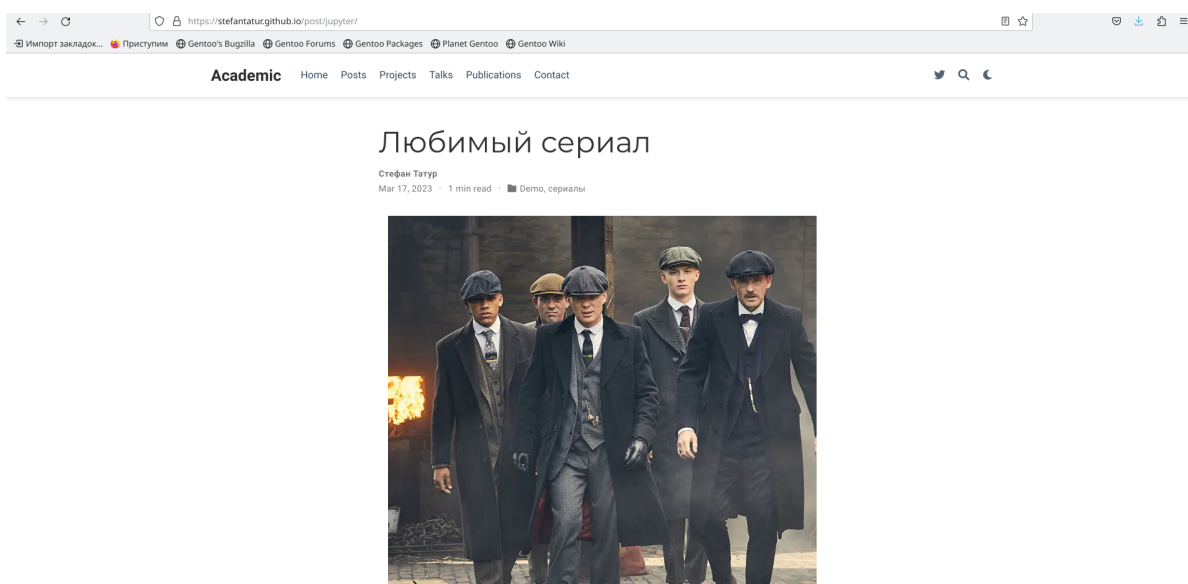 https://stefantatur.github.io/post/jupyter/
Импорт закладок... Приступим Gentoo's Bugzilla Gentoo Forums Gentoo Packages Planet Gentoo Gentoo Wiki
Academic Home Posts Projects Talks Publications Contact
Любимый сериал
Стефан Татур
Mar 17, 2023 · 1 min read · Demo, сериалы